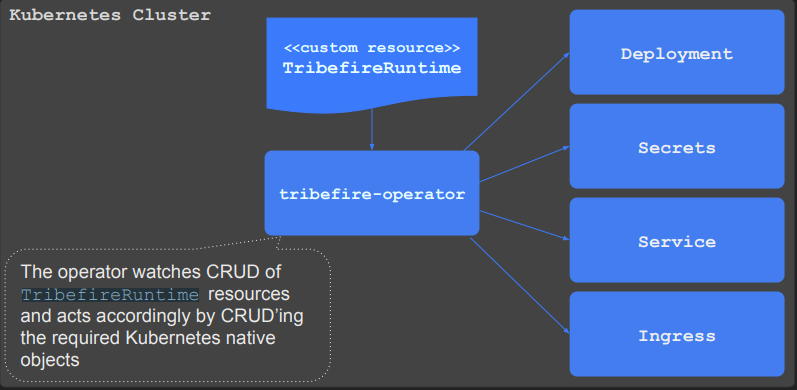 Kubernetes Cluster
<<custom resource>>
TribefireRuntime
Deployment
Secrets
tribefire-operator
Service
Ingress
The operator watches CRUD of
TribefireRuntime resources
and acts accordingly by CRUD’ing
the required Kubernetes native
objects